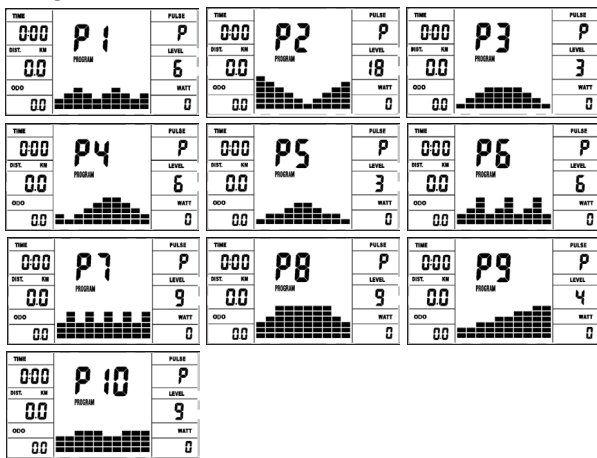 TIME P1 PULSE
0:00 P
DIST. KM PROGRAM LEVEL
0.0 6
ODO WATT
0.0 0
TIME P2 PULSE
0:00 P
DIST. KM PROGRAM LEVEL
0.0 18
ODO WATT
0.0 0
TIME P3 PULSE
0:00 P
DIST. KM PROGRAM LEVEL
0.0 3
ODO WATT
0.0 0
TIME P4 PULSE
0:00 P
DIST. KM PROGRAM LEVEL
0.0 6
ODO WATT
0.0 0
TIME P5 PULSE
0:00 P
DIST. KM PROGRAM LEVEL
0.0 3
ODO WATT
0.0 0
TIME P6 PULSE
0:00 P
DIST. KM PROGRAM LEVEL
0.0 6
ODO WATT
0.0 0
TIME P7 PULSE
0:00 P
DIST. KM PROGRAM LEVEL
0.0 9
ODO WATT
0.0 0
TIME P8 PULSE
0:00 P
DIST. KM PROGRAM LEVEL
0.0 9
ODO WATT
0.0 0
TIME P9 PULSE
0:00 P
DIST. KM PROGRAM LEVEL
0.0 4
ODO WATT
0.0 0
TIME P10 PULSE
0:00 P
DIST. KM PROGRAM LEVEL
0.0 9
ODO WATT
0.0 0